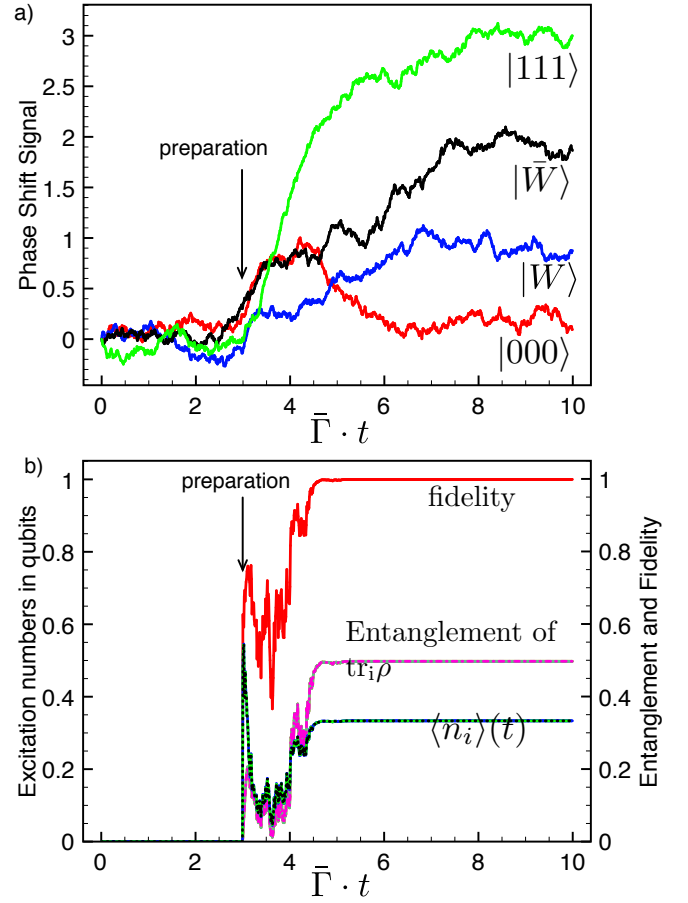 a)
Phase Shift Signal
3
2.5
2
1.5
1
0.5
0
preparation
|111⟩
|W̄⟩
|W⟩
|000⟩
0 2 4 6 8 10
Γ̄ · t
b)
Excitation numbers in qubits
1
0.8
0.6
0.4
0.2
0
preparation
fidelity
Entanglement of
tr_iρ
⟨n_i⟩(t)
1
0.8
0.6
0.4
0.2
0
Entanglement and Fidelity
0 2 4 6 8 10
Γ̄ · t